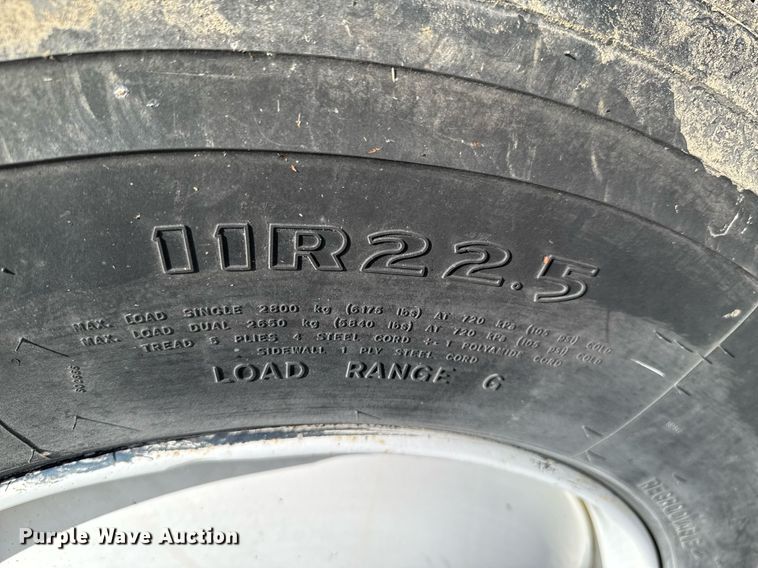 11R22.5
MAX. LOAD SINGLE 2800 kg (6175 lbs) AT 720 kPa (105 psi) COLD
MAX. LOAD DUAL 2650 kg (5840 lbs) AT 720 kPa (105 psi) COLD
TREAD 5 PLIES 4 STEEL CORD + 1 POLYAMIDE CORD
SIDEWALL 1 PLY STEEL CORD
LOAD RANGE G
REGROOVABLE
Purple Wave Auction